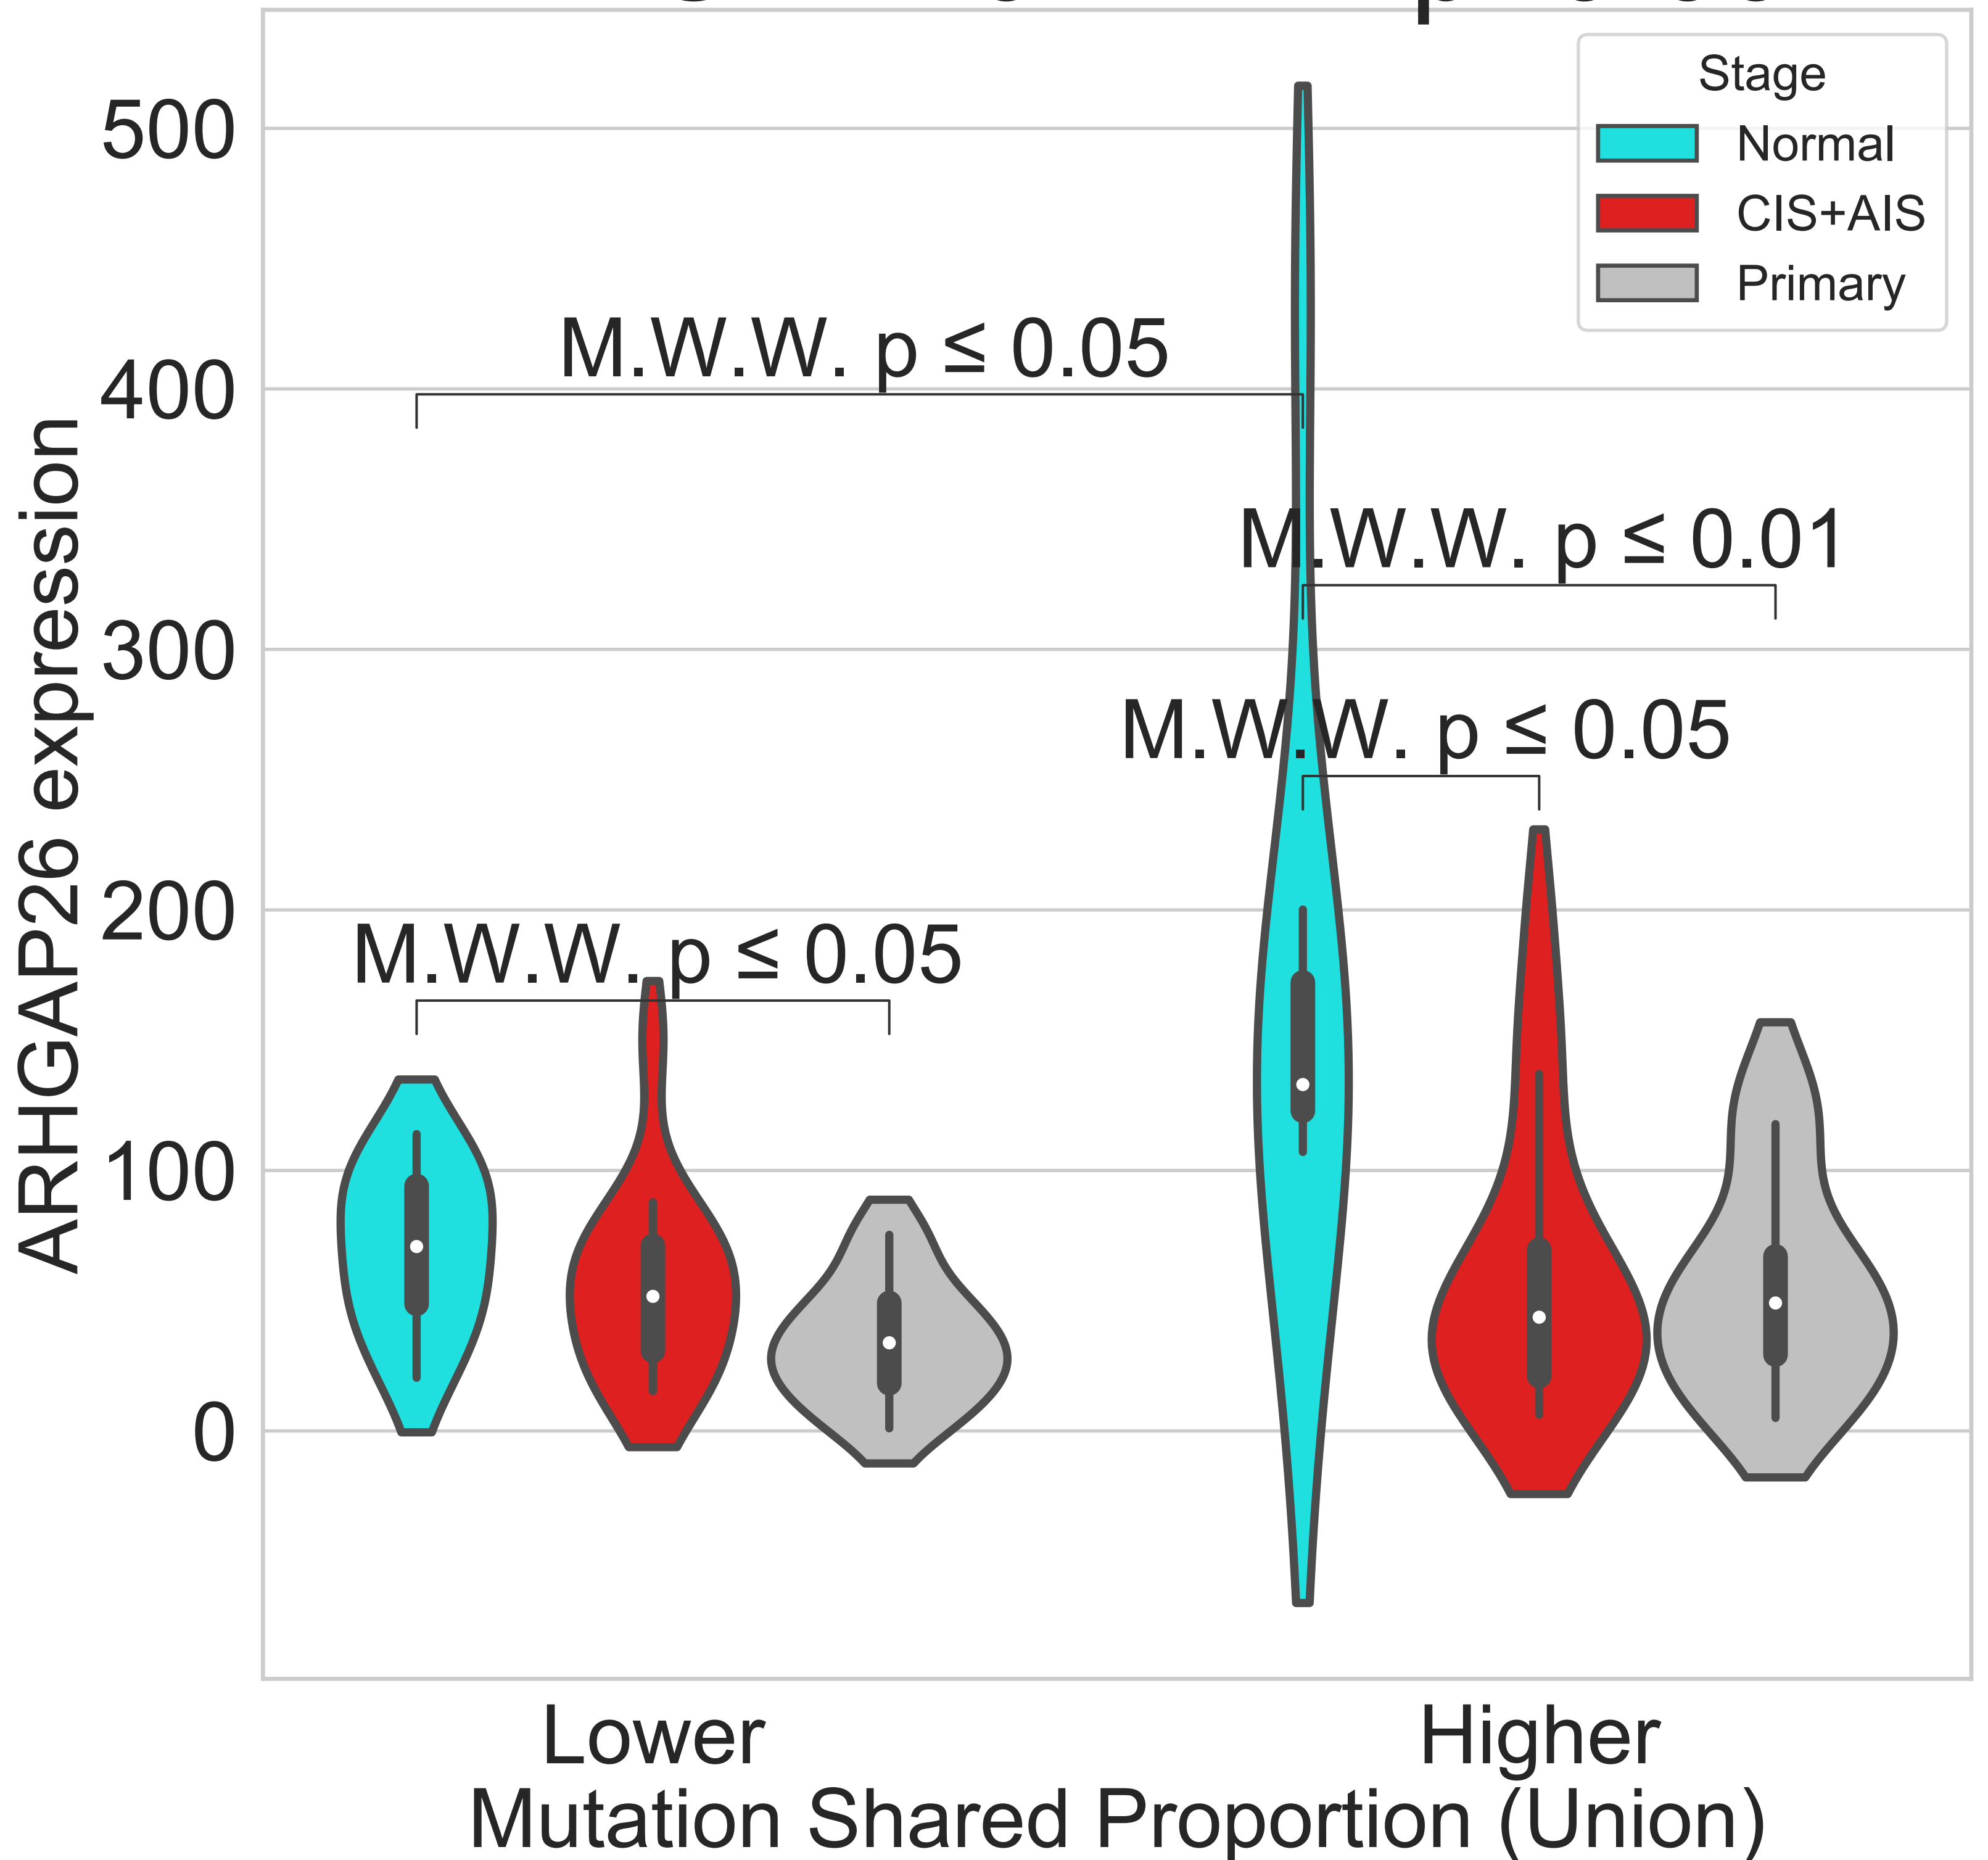 Stage
Normal
CIS+AIS
Primary
500
400
300
200
100
0
ARHGAP26 expression
M.W.W. p ≤ 0.05
M.W.W. p ≤ 0.01
M.W.W. p ≤ 0.05
M.W.W. p ≤ 0.05
Lower
Higher
Mutation Shared Proportion (Union)